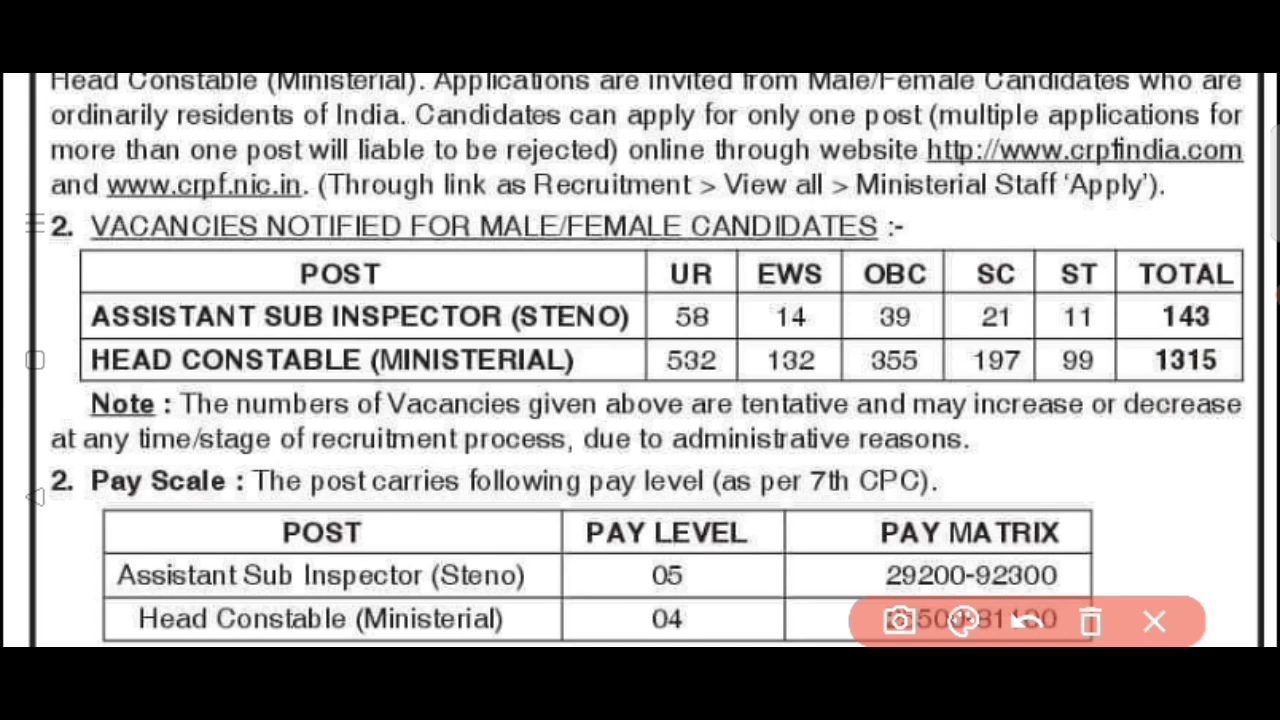 Head Constable (Ministerial). Applications are invited from Male/Female Candidates who are
ordinarily residents of India. Candidates can apply for only one post (multiple applications for
more than one post will liable to be rejected) online through website http://www.crpfindia.com
and www.crpf.nic.in. (Through link as Recruitment > View all > Ministerial Staff ‘Apply’).
2. VACANCIES NOTIFIED FOR MALE/FEMALE CANDIDATES :-
POST UR EWS OBC SC ST TOTAL
ASSISTANT SUB INSPECTOR (STENO) 58 14 39 21 11 143
HEAD CONSTABLE (MINISTERIAL) 532 132 355 197 99 1315
Note : The numbers of Vacancies given above are tentative and may increase or decrease
at any time/stage of recruitment process, due to administrative reasons.
2. Pay Scale : The post carries following pay level (as per 7th CPC).
POST PAY LEVEL PAY MATRIX
Assistant Sub Inspector (Steno) 05 29200-92300
Head Constable (Ministerial) 04